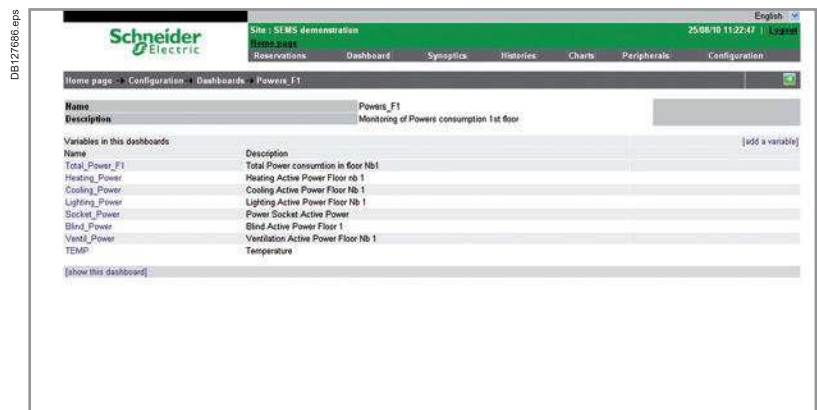 DB127686.eps
English
Schneider Electric
Site : SEMS demonstration
25/08/10 11:22:47 | Logout
Home page
Reservations Dashboard Synoptics Histories Charts Peripherals Configuration
Home page Configuration Dashboards Powers_F1
Name Powers_F1
Description Monitoring of Powers consumption 1st floor
Variables in this dashboards [add a variable]
Name Description
Total_Power_F1 Total Power consumtion in floor Nb1
Heating_Power Heating Active Power Floor nb 1
Cooling_Power Cooling Active Power Floor Nb 1
Lighting_Power Lighting Active Power Floor Nb 1
Socket_Power Power Socket Active Power
Blind_Power Blind Active Power Floor 1
Ventil_Power Ventilation Active Power Floor Nb 1
TEMP Temperature
[show this dashboard]